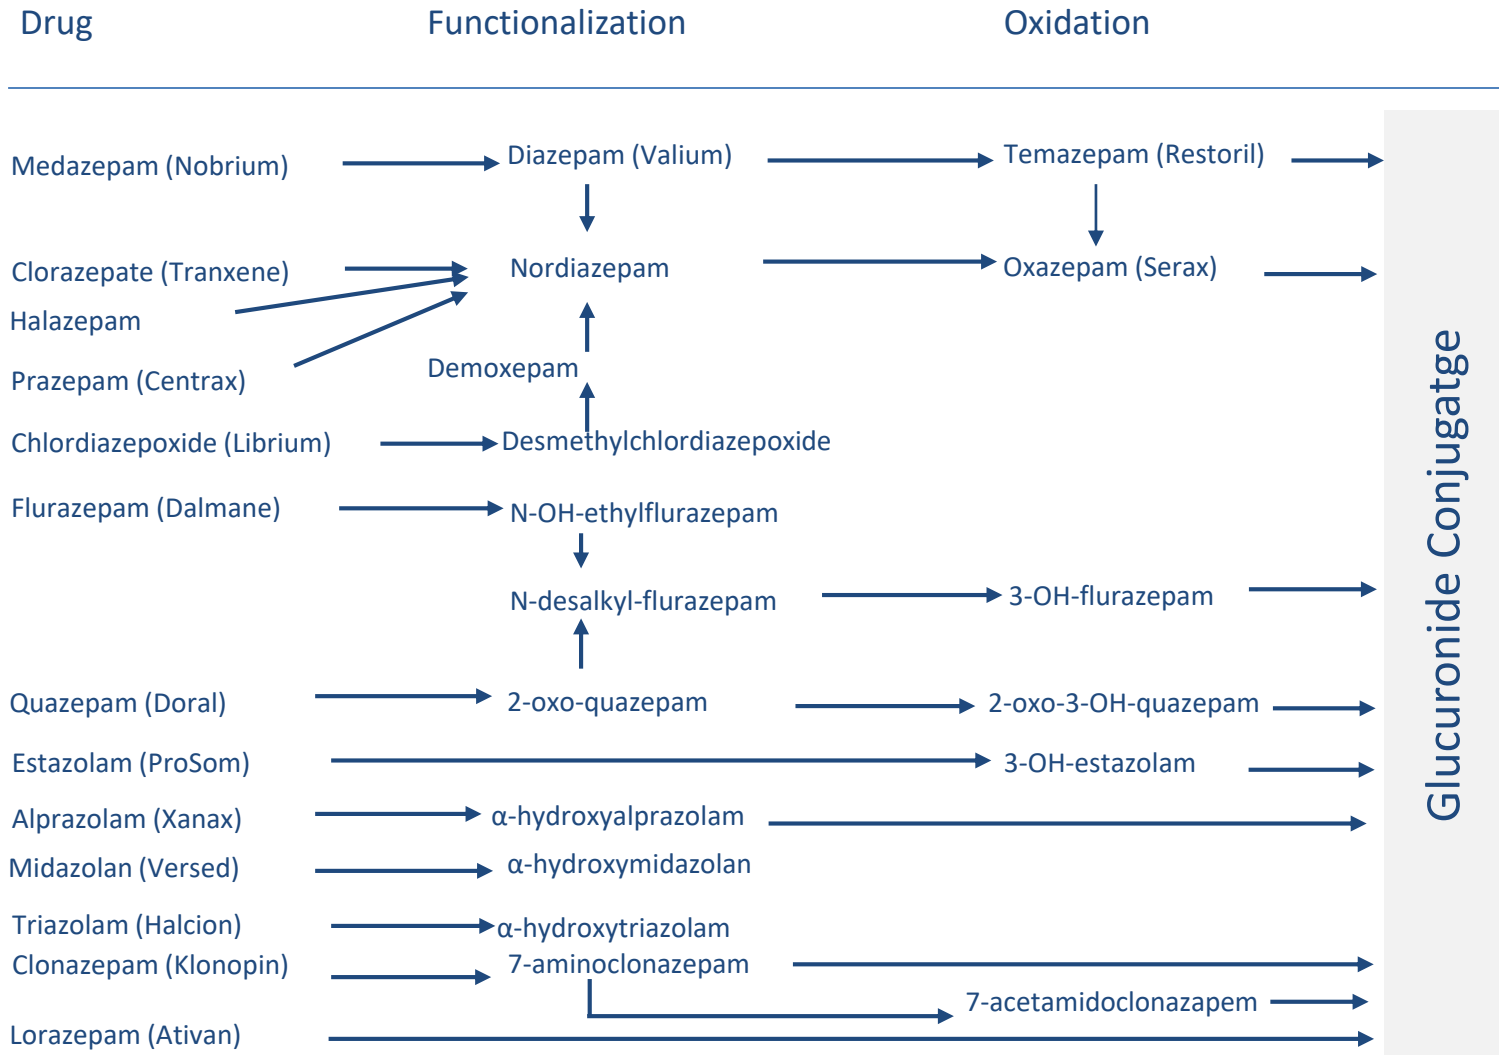 Drug Functionalization Oxidation
Medazepam (Nobrium) Diazepam (Valium) Temazepam (Restoril)
Clorazepate (Tranxene) Nordiazepam Oxazepam (Serax)
Halazepam
Prazepam (Centrax) Demoxepam
Chlordiazepoxide (Librium) Desmethylchlordiazepoxide
Flurazepam (Dalmane) N-OH-ethylflurazepam
N-desalkyl-flurazepam 3-OH-flurazepam
Quazepam (Doral) 2-oxo-quazepam 2-oxo-3-OH-quazepam
Estazolam (ProSom) 3-OH-estazolam
Alprazolam (Xanax) α-hydroxyalprazolam
Midazolan (Versed) α-hydroxymidazolan
Triazolam (Halcion) α-hydroxytriazolam
Clonazepam (Klonopin) 7-aminoclonazepam
7-acetamidoclonazapem
Lorazepam (Ativan)
Glucuronide Conjugatge